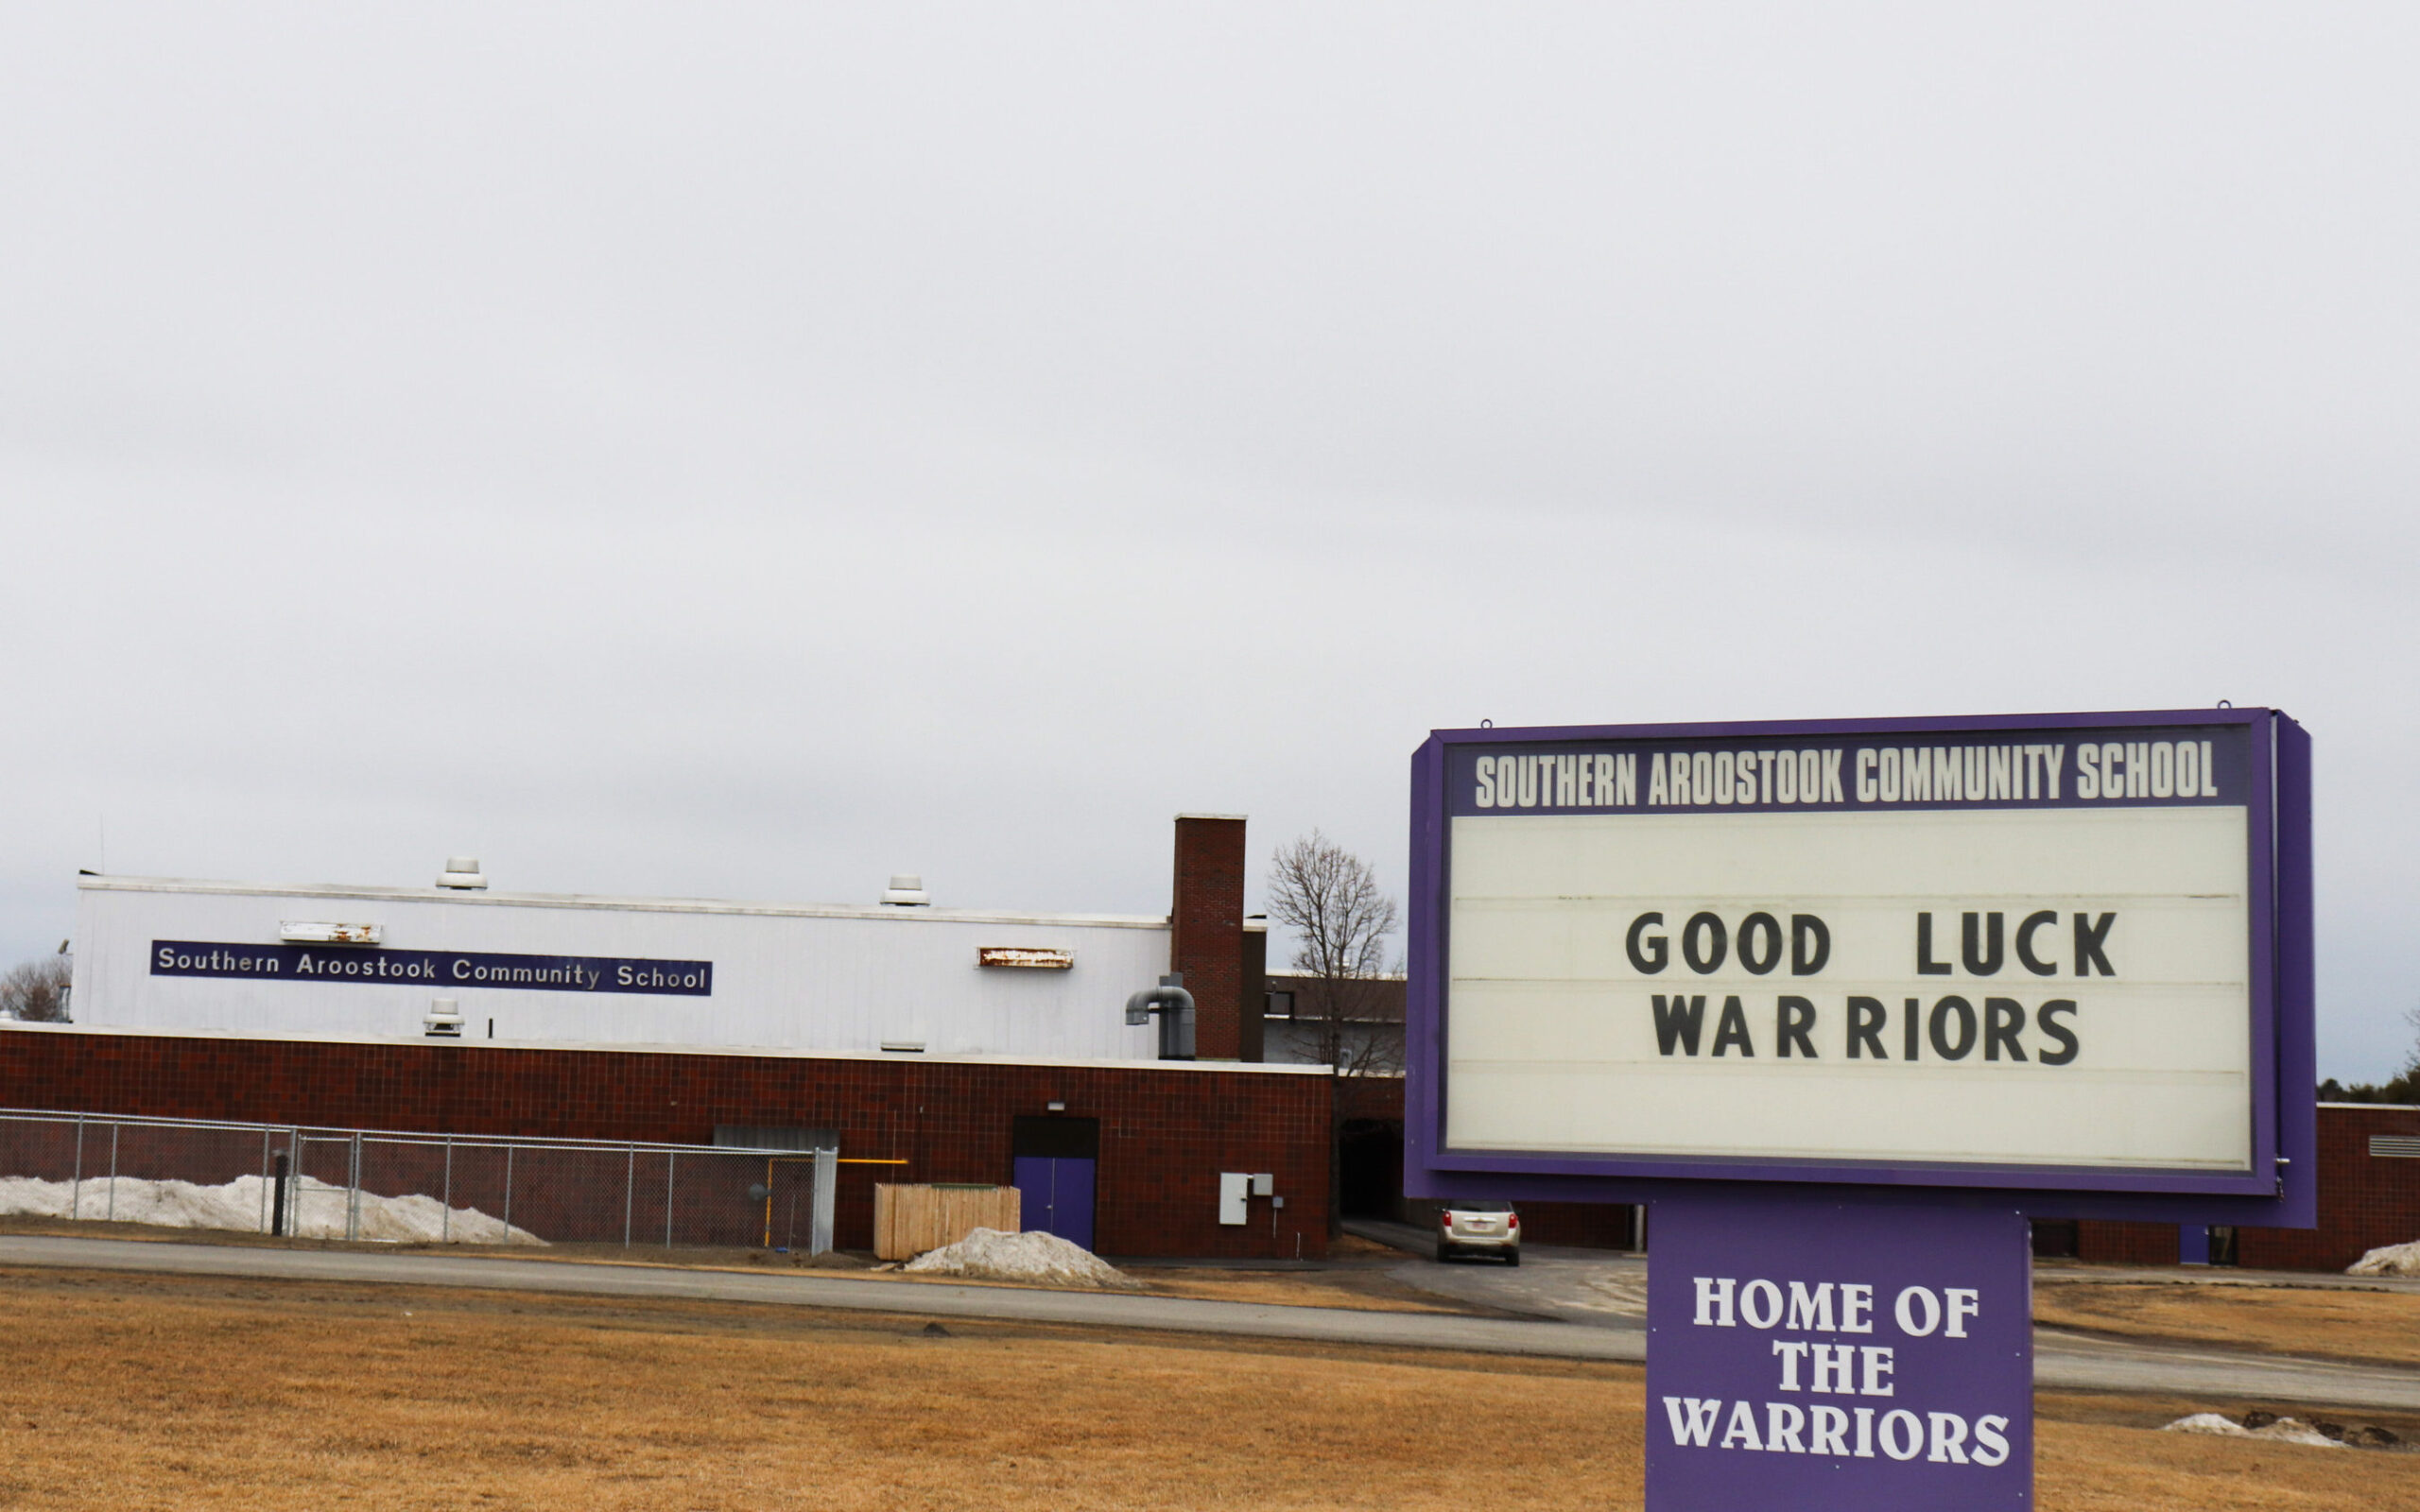 Southern Aroostook Community School
SOUTHERN AROOSTOOK COMMUNITY SCHOOL
GOOD LUCK
WARRIORS
HOME OF
THE
WARRIORS